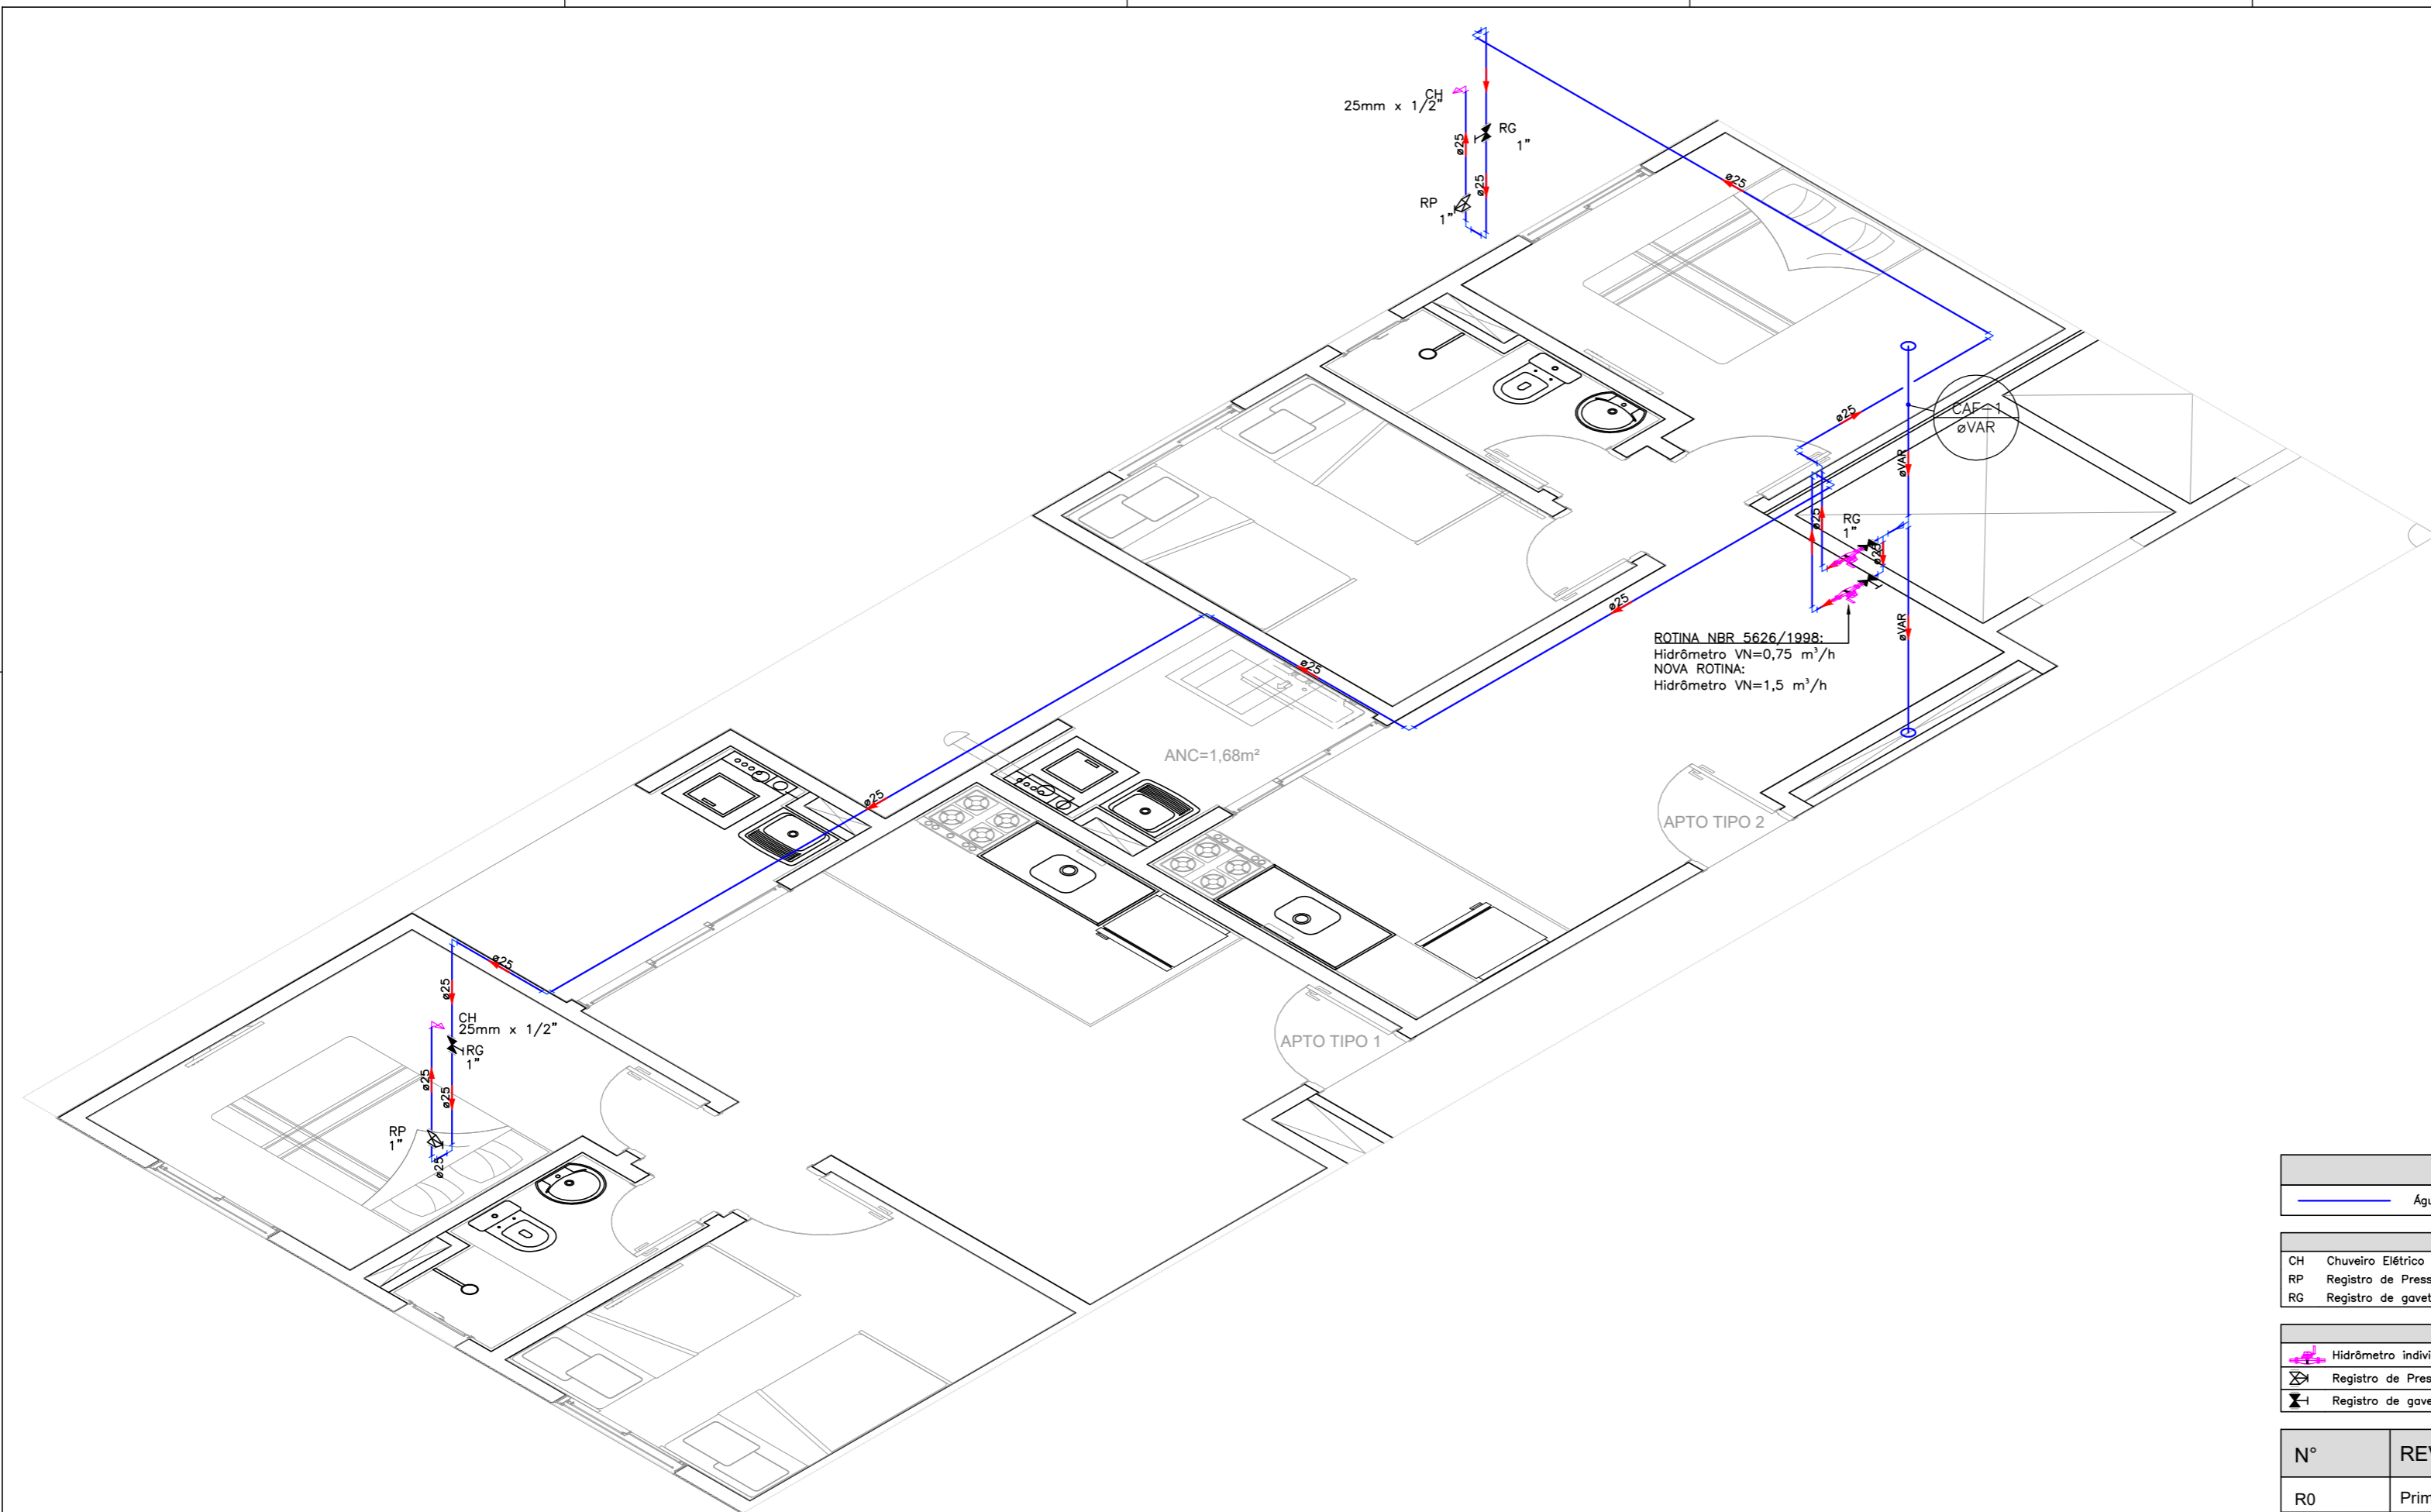 CH
25mm x 1/2"
RG
1"
ø25
ø25
RP
1"
ø25
CAF-1
øVAR
ø25
øVAR
RG
1"
ø25
ø25
ø25
øVAR
ROTINA NBR 5626/1998:
Hidrômetro VN=0,75 m³/h
NOVA ROTINA:
Hidrômetro VN=1,5 m³/h
ø25
ANC=1,68m²
ø25
APTO TIPO 2
ø25
ø25
CH
25mm x 1/2"
RG
1"
APTO TIPO 1
ø25
ø25
RP
1"
ø25
CH Chuveiro Elétrico
RP Registro de
RG Registro de
Hidrômetro
Registro de
Registro de
N°
R0